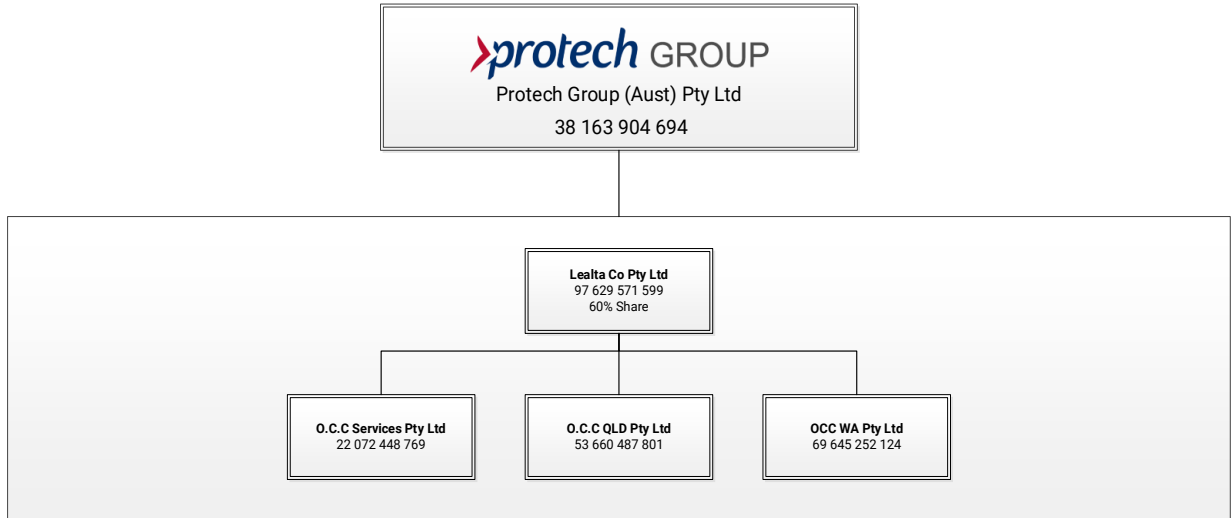 protech GROUP
Protech Group (Aust) Pty Ltd
38 163 904 694
Lealta Co Pty Ltd
97 629 571 599
60% Share
O.C.C Services Pty Ltd
22 072 448 769
O.C.C QLD Pty Ltd
53 660 487 801
OCC WA Pty Ltd
69 645 252 124